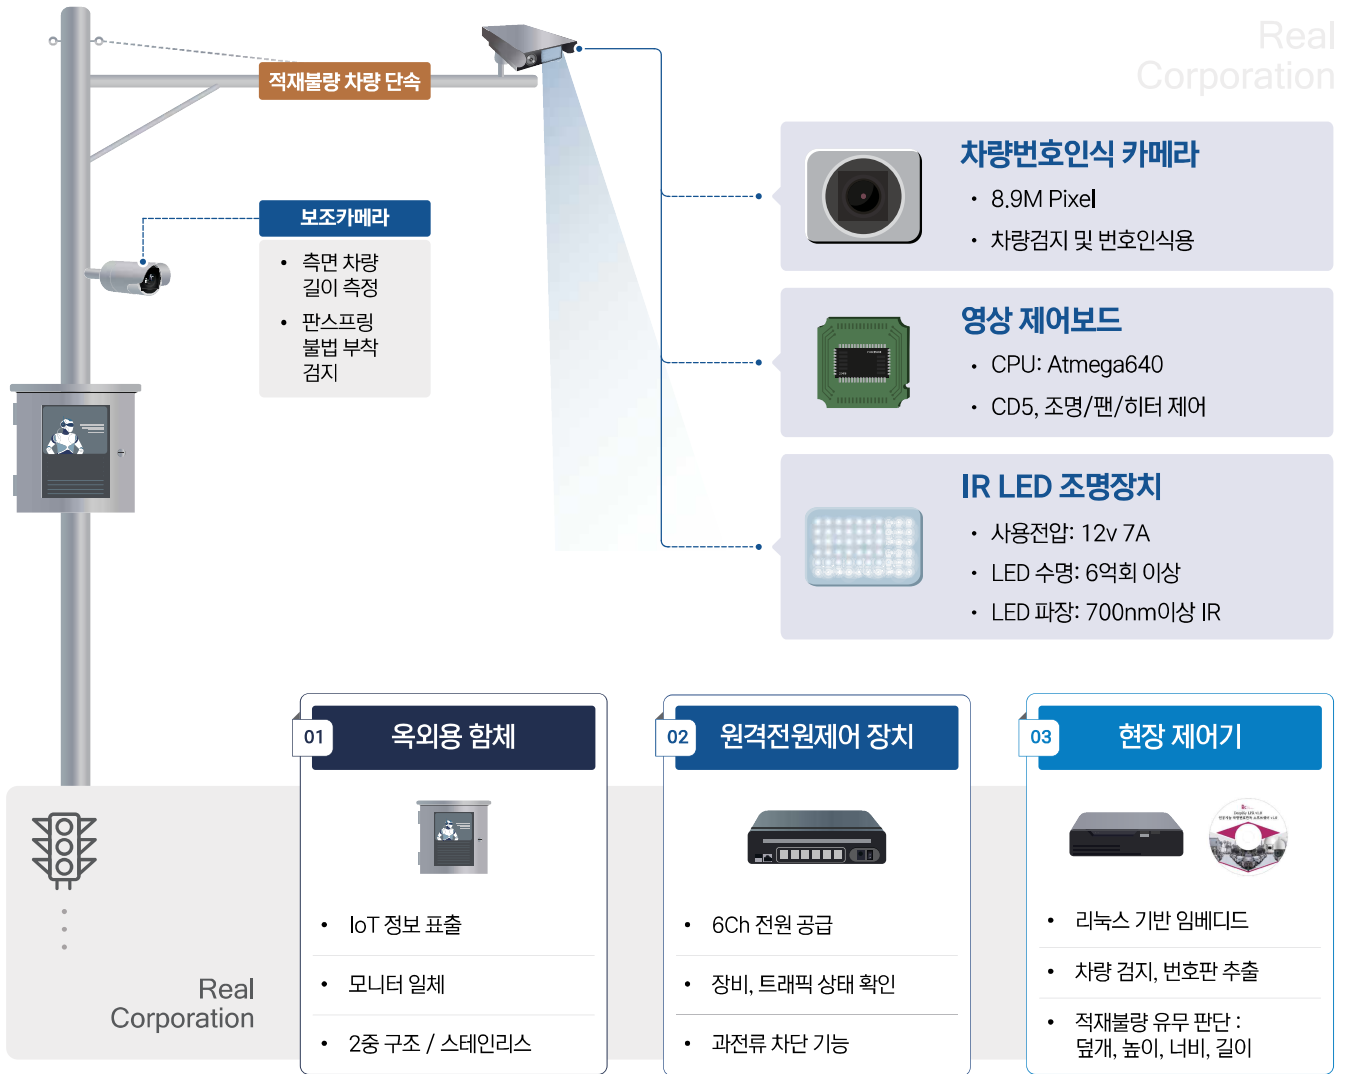 Real
Corporation
적재불량 차량 단속
차량번호인식 카메라
• 8.9M Pixel
• 차량검지 및 번호인식용
보조카메라
• 측면 차량
길이 측정
• 판스프링
불법 부착
검지
영상 제어보드
• CPU: Atmega640
• CD5, 조명/팬/히터 제어
IR LED 조명장치
• 사용전압: 12v 7A
• LED 수명: 6억회 이상
• LED 파장: 700nm이상 IR
01
옥외용 함체
• IoT 정보 표출
• 모니터 일체
• 2중 구조 / 스테인리스
02
원격전원제어 장치
• 6Ch 전원 공급
• 장비, 트래픽 상태 확인
• 과전류 차단 기능
03
현장 제어기
• 리눅스 기반 임베디드
• 차량 검지, 번호판 추출
• 적재불량 유무 판단 :
덮개, 높이, 너비, 길이
Real
Corporation